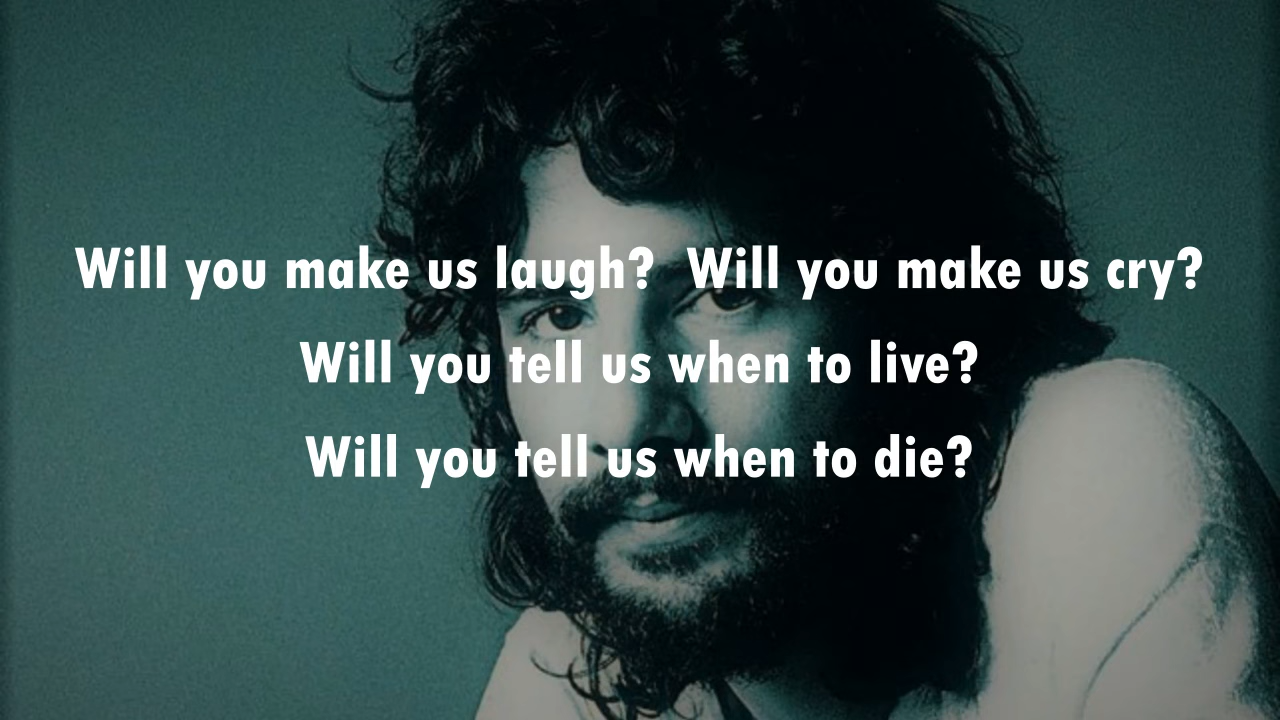 Will you make us laugh?  Will you make us cry?
Will you tell us when to live?
Will you tell us when to die?